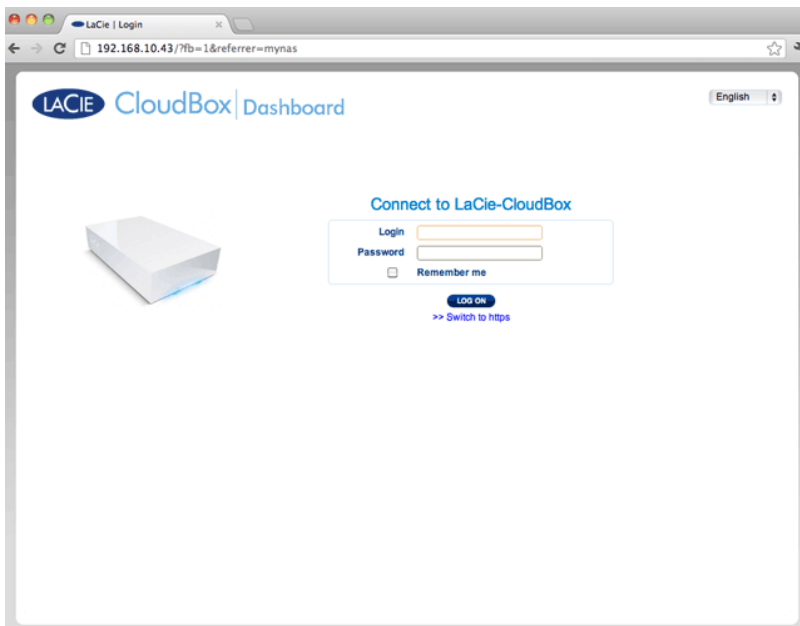 LaCie | Login
192.168.10.43/?fb=1&referrer=mynas
LACIE CloudBox | Dashboard
English
Connect to LaCie-CloudBox
Login
Password
Remember me
LOG ON
>> Switch to https